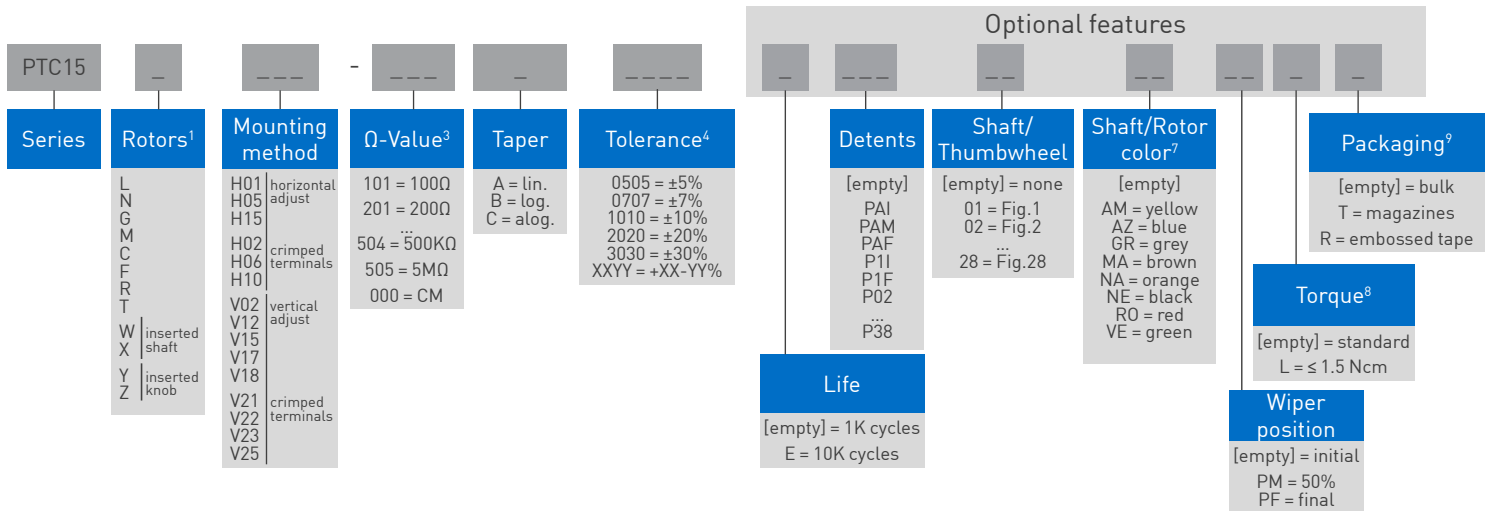 Optional features
PTC15 _ _ _ _ - _ _ _ _ _ _ _ _ _ _ _ _ _ _ _ _ _ _ _ _
Series
Rotors¹
L
N
G
M
C
F
R
T
W
X
inserted
shaft
Y
Z
inserted
knob
Mounting
method
H01
H05
H15
horizontal
adjust
H02
H06
H10
crimped
terminals
V02
V12
V15
V17
V18
vertical
adjust
V21
V22
V23
V25
crimped
terminals
Ω-Value³
101 = 100Ω
201 = 200Ω
...
504 = 500KΩ
505 = 5MΩ
000 = CM
Taper
A = lin.
B = log.
C = alog.
Tolerance⁴
0505 = ±5%
0707 = ±7%
1010 = ±10%
2020 = ±20%
3030 = ±30%
XXYY = +XX-YY%
Life
[empty] = 1K cycles
E = 10K cycles
Detents
[empty]
PAI
PAM
PAF
P1I
P1F
P02
...
P38
Shaft/
Thumbwheel
[empty] = none
01 = Fig.1
02 = Fig.2
...
28 = Fig.28
Shaft/Rotor
color⁷
[empty]
AM = yellow
AZ = blue
GR = grey
MA = brown
NA = orange
NE = black
RO = red
VE = green
Wiper
position
[empty] = initial
PM = 50%
PF = final
Torque⁸
[empty] = standard
L = ≤ 1.5 Ncm
Packaging⁹
[empty] = bulk
T = magazines
R = embossed tape